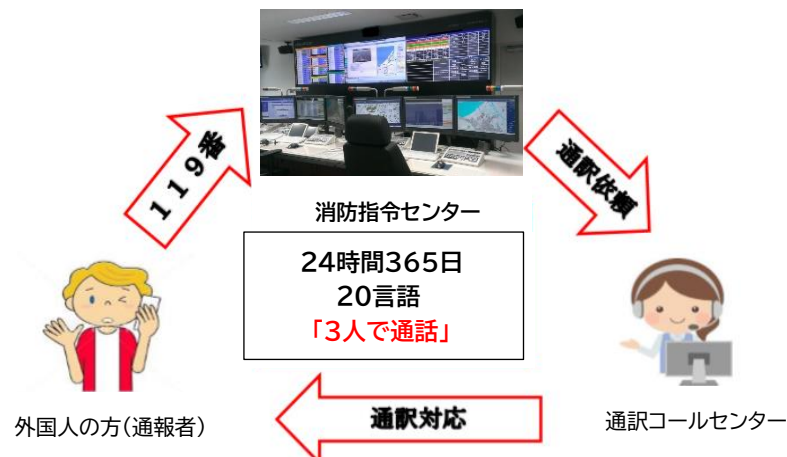 119番
通訳依頼
消防指令センター
24時間365日
20言語
「3人で通話」
外国人の方(通報者)
通訳対応
通訳コールセンター